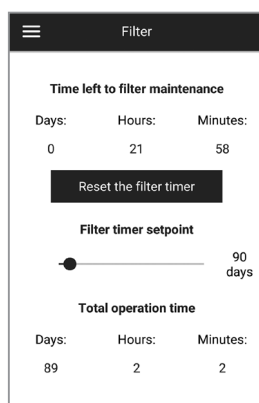 Filter
Time left to filter maintenance
Days: Hours: Minutes:
0 21 58
Reset the filter timer
Filter timer setpoint
90
days
Total operation time
Days: Hours: Minutes:
89 2 2